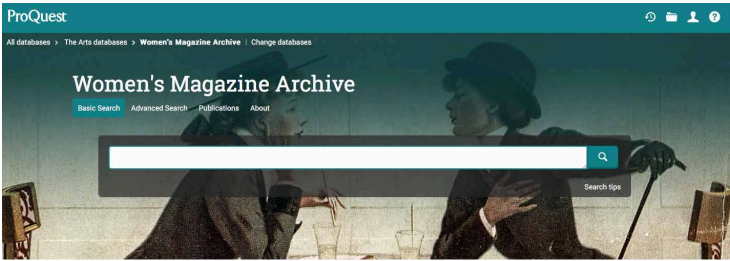 ProQuest
All databases > The Arts databases > Women's Magazine Archive | Change databases
Women's Magazine Archive
Basic Search Advanced Search Publications About
Search tips